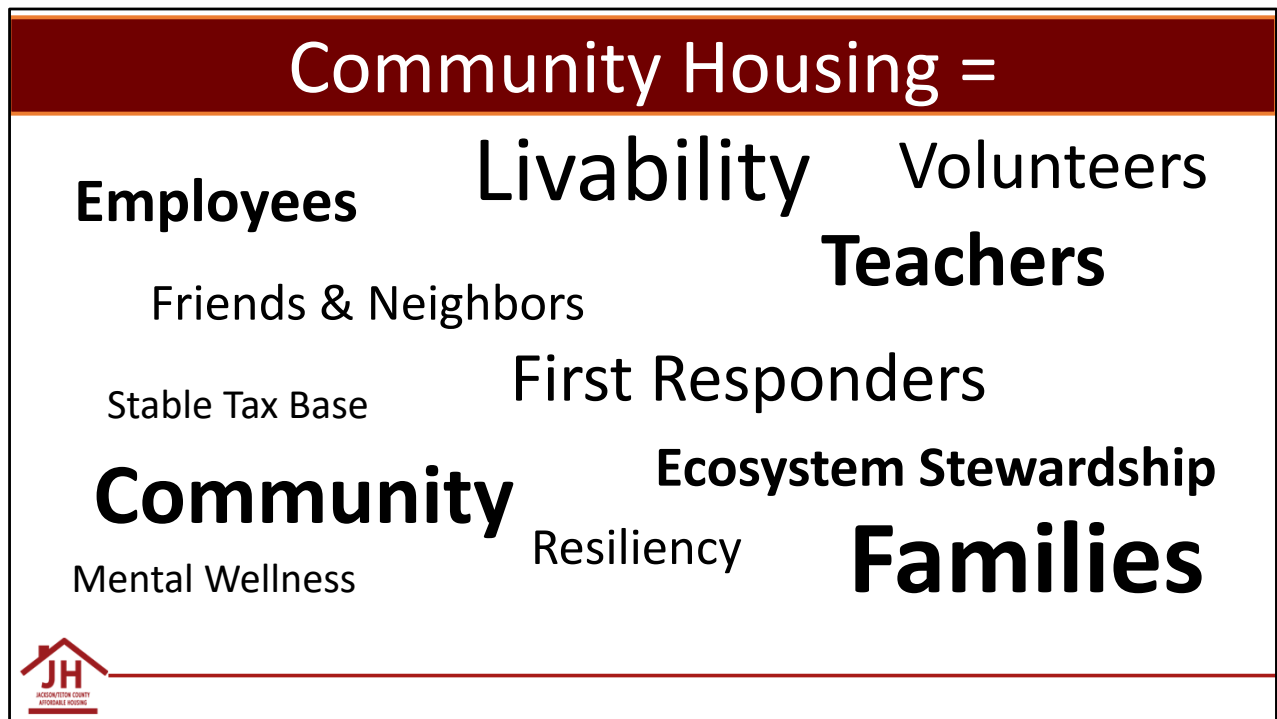 Community Housing =
Livability
Volunteers
Employees
Teachers
Friends & Neighbors
First Responders
Stable Tax Base
Ecosystem Stewardship
Community
Resiliency
Families
Mental Wellness
JH
JACKSON/TETON COUNTY
AFFORDABLE HOUSING